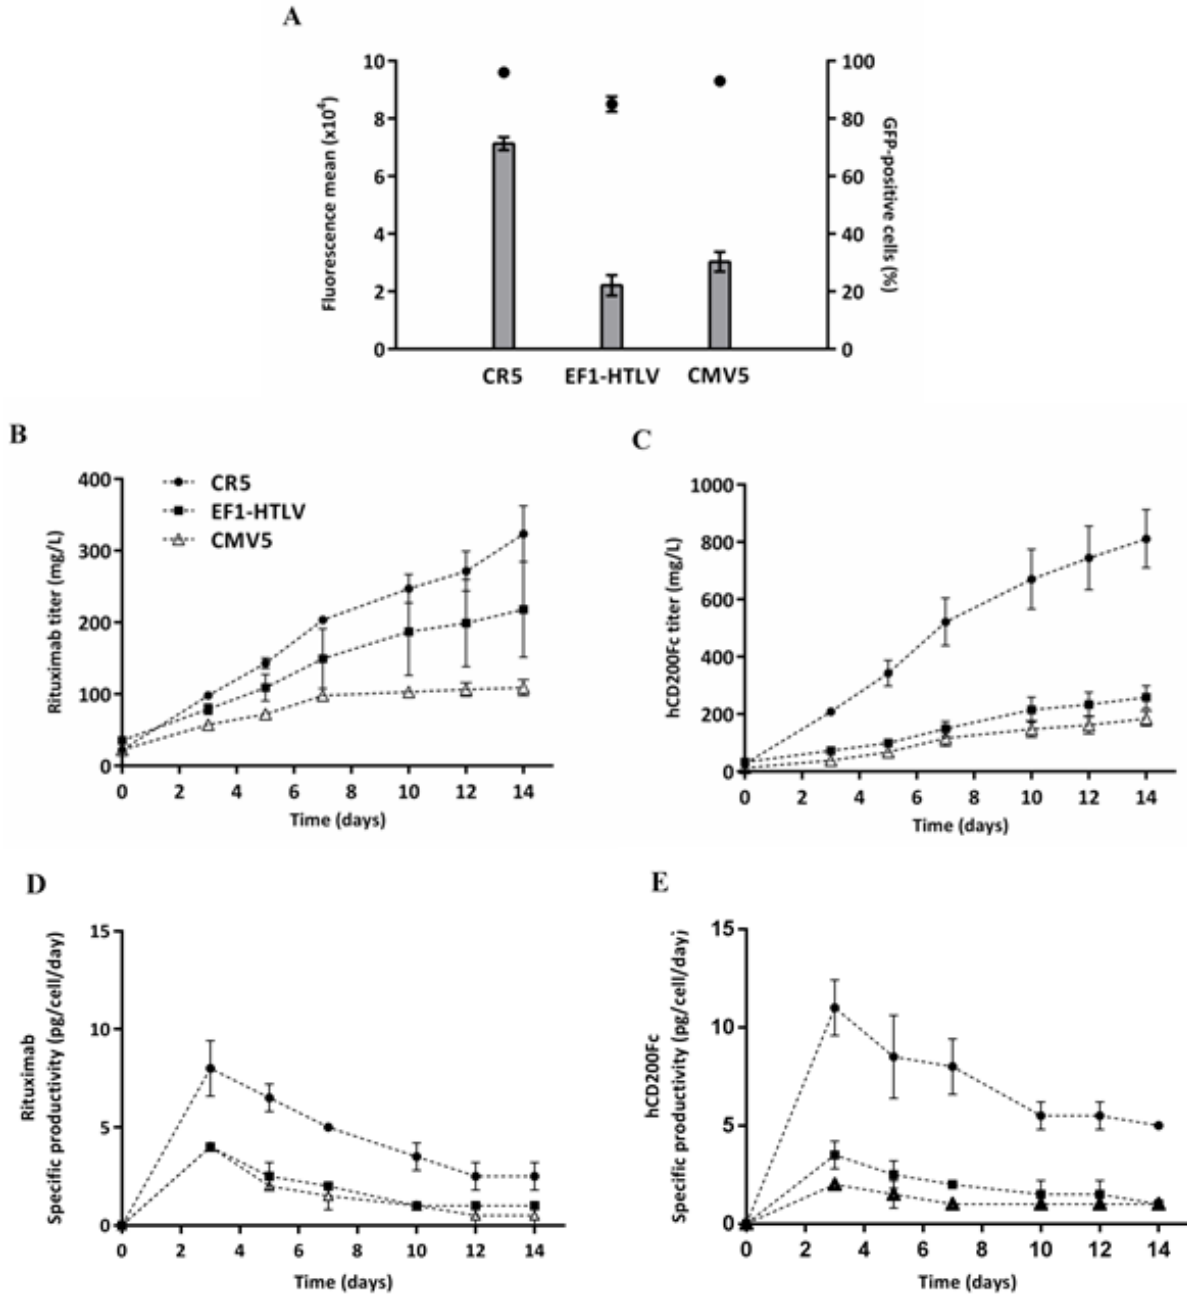 A
Fluorescence mean (x10⁴)
10
8
6
4
2
0
100
80
60
40
20
0
GFP-positive cells (%)
CR5 EF1-HTLV CMV5
B
Rituximab titer (mg/L)
400
300
200
100
0
CR5
EF1-HTLV
CMV5
0 2 4 6 8 10 12 14
Time (days)
C
hCD200Fc titer (mg/L)
1000
800
600
400
200
0
0 2 4 6 8 10 12 14
Time (days)
D
Rituximab
Specific productivity (pg/cell/day)
15
10
5
0
0 2 4 6 8 10 12 14
Time (days)
E
hCD200Fc
Specific productivity (pg/cell/day)
15
10
5
0
0 2 4 6 8 10 12 14
Time (days)